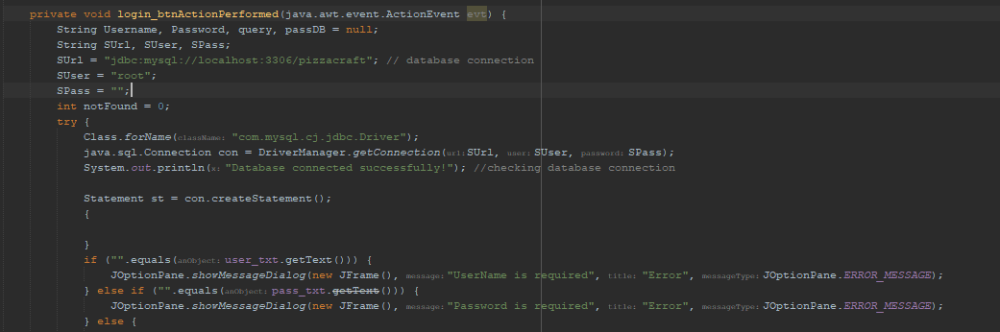 private void login_btnActionPerformed(java.awt.event.ActionEvent evt) {
String Username, Password, query, passDB = null;
String SUrl, SUser, SPass;
SUrl = "jdbc:mysql://localhost:3306/pizzacraft"; // database connection
SUser = "root";
SPass = "";
int notFound = 0;
try {
Class.forName( className: "com.mysql.cj.jdbc.Driver");
java.sql.Connection con = DriverManager.getConnection( url: SUrl, user: SUser, password: SPass);
System.out.println( x: "Database connected successfully!"); //checking database connection
Statement st = con.createStatement();
{
}
if ("".equals( anObject: user_txt.getText())) {
JOptionPane.showMessageDialog(new JFrame(), message: "UserName is required", title: "Error", messageType: JOptionPane.ERROR_MESSAGE);
} else if ("".equals( anObject: pass_txt.getText())) {
JOptionPane.showMessageDialog(new JFrame(), message: "Password is required", title: "Error", messageType: JOptionPane.ERROR_MESSAGE);
} else {